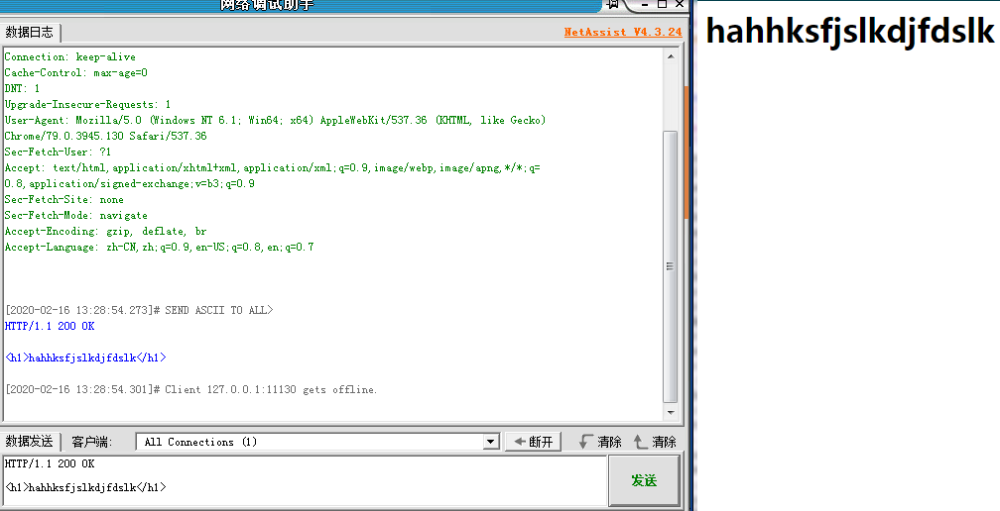 网络调试助手
数据日志
NetAssist V4.3.24
Connection: keep-alive
Cache-Control: max-age=0
DNT: 1
Upgrade-Insecure-Requests: 1
User-Agent: Mozilla/5.0 (Windows NT 6.1; Win64; x64) AppleWebKit/537.36 (KHTML, like Gecko)
Chrome/79.0.3945.130 Safari/537.36
Sec-Fetch-User: ?1
Accept: text/html,application/xhtml+xml,application/xml;q=0.9,image/webp,image/apng,*/*;q=
0.8,application/signed-exchange;v=b3;q=0.9
Sec-Fetch-Site: none
Sec-Fetch-Mode: navigate
Accept-Encoding: gzip, deflate, br
Accept-Language: zh-CN,zh;q=0.9,en-US;q=0.8,en;q=0.7
[2020-02-16 13:28:54.273]# SEND ASCII TO ALL>
HTTP/1.1 200 OK
<h1>hahhksfjslkdjfdslk</h1>
[2020-02-16 13:28:54.301]# Client 127.0.0.1:11130 gets offline.
数据发送 客户端: All Connections (1) 断开 清除 清除
HTTP/1.1 200 OK
<h1>hahhksfjslkdjfdslk</h1>
发送
hahhksfjslkdjfdslk